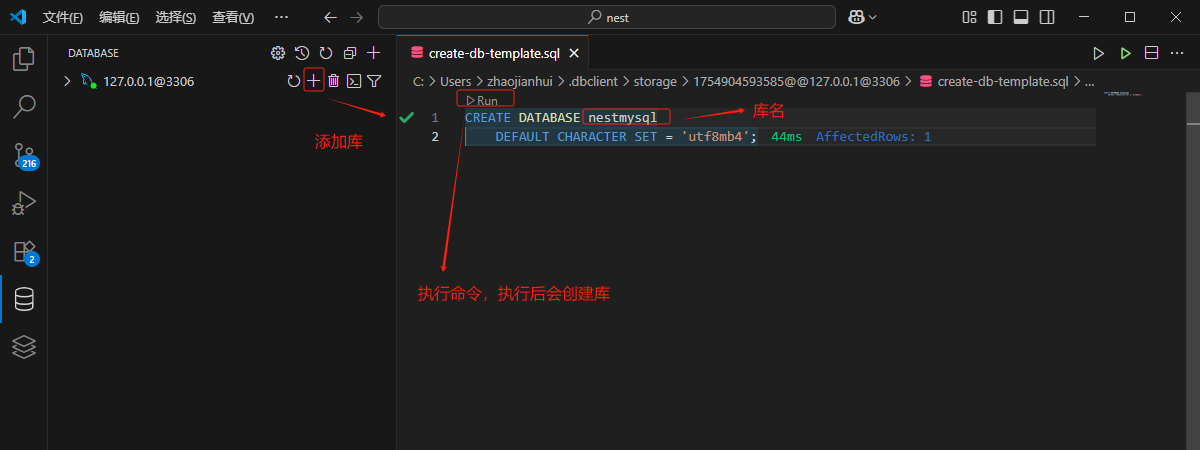 文件(F) 编辑(E) 选择(S) 查看(V) ··· nest
DATABASE
create-db-template.sql
127.0.0.1@3306
C: > Users > zhaojianhui > .dbclient > storage > 1754904593585@@127.0.0.1@3306 > create-db-template.sql > ...
Run
1 CREATE DATABASE nestmysql
库名
2 DEFAULT CHARACTER SET = 'utf8mb4'; 44ms AffectedRows: 1
添加库
216
2
执行命令，执行后会创建库